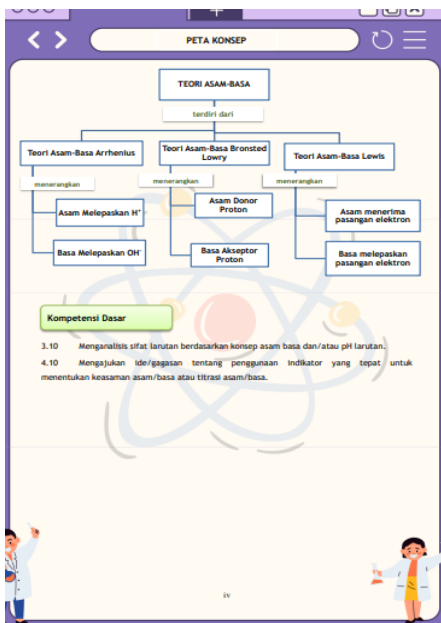 PETA KONSEP
TEORI ASAM-BASA
terdiri dari
Teori Asam-Basa Arrhenius
Teori Asam-Basa Bronsted
Lowry
Teori Asam-Basa Lewis
menerangkan
menerangkan
menerangkan
Asam Melepaskan H⁺
Asam Donor
Proton
Asam menerima
pasangan elektron
Basa Melepaskan OH⁻
Basa Akseptor
Proton
Basa melepaskan
pasangan elektron
Kompetensi Dasar
3.10 Menganalisis sifat larutan berdasarkan konsep asam basa dan/atau pH larutan.
4.10 Mengajukan ide/gagasan tentang penggunaan indikator yang tepat untuk
menentukan keasaman asam/basa atau titrasi asam/basa.
iv